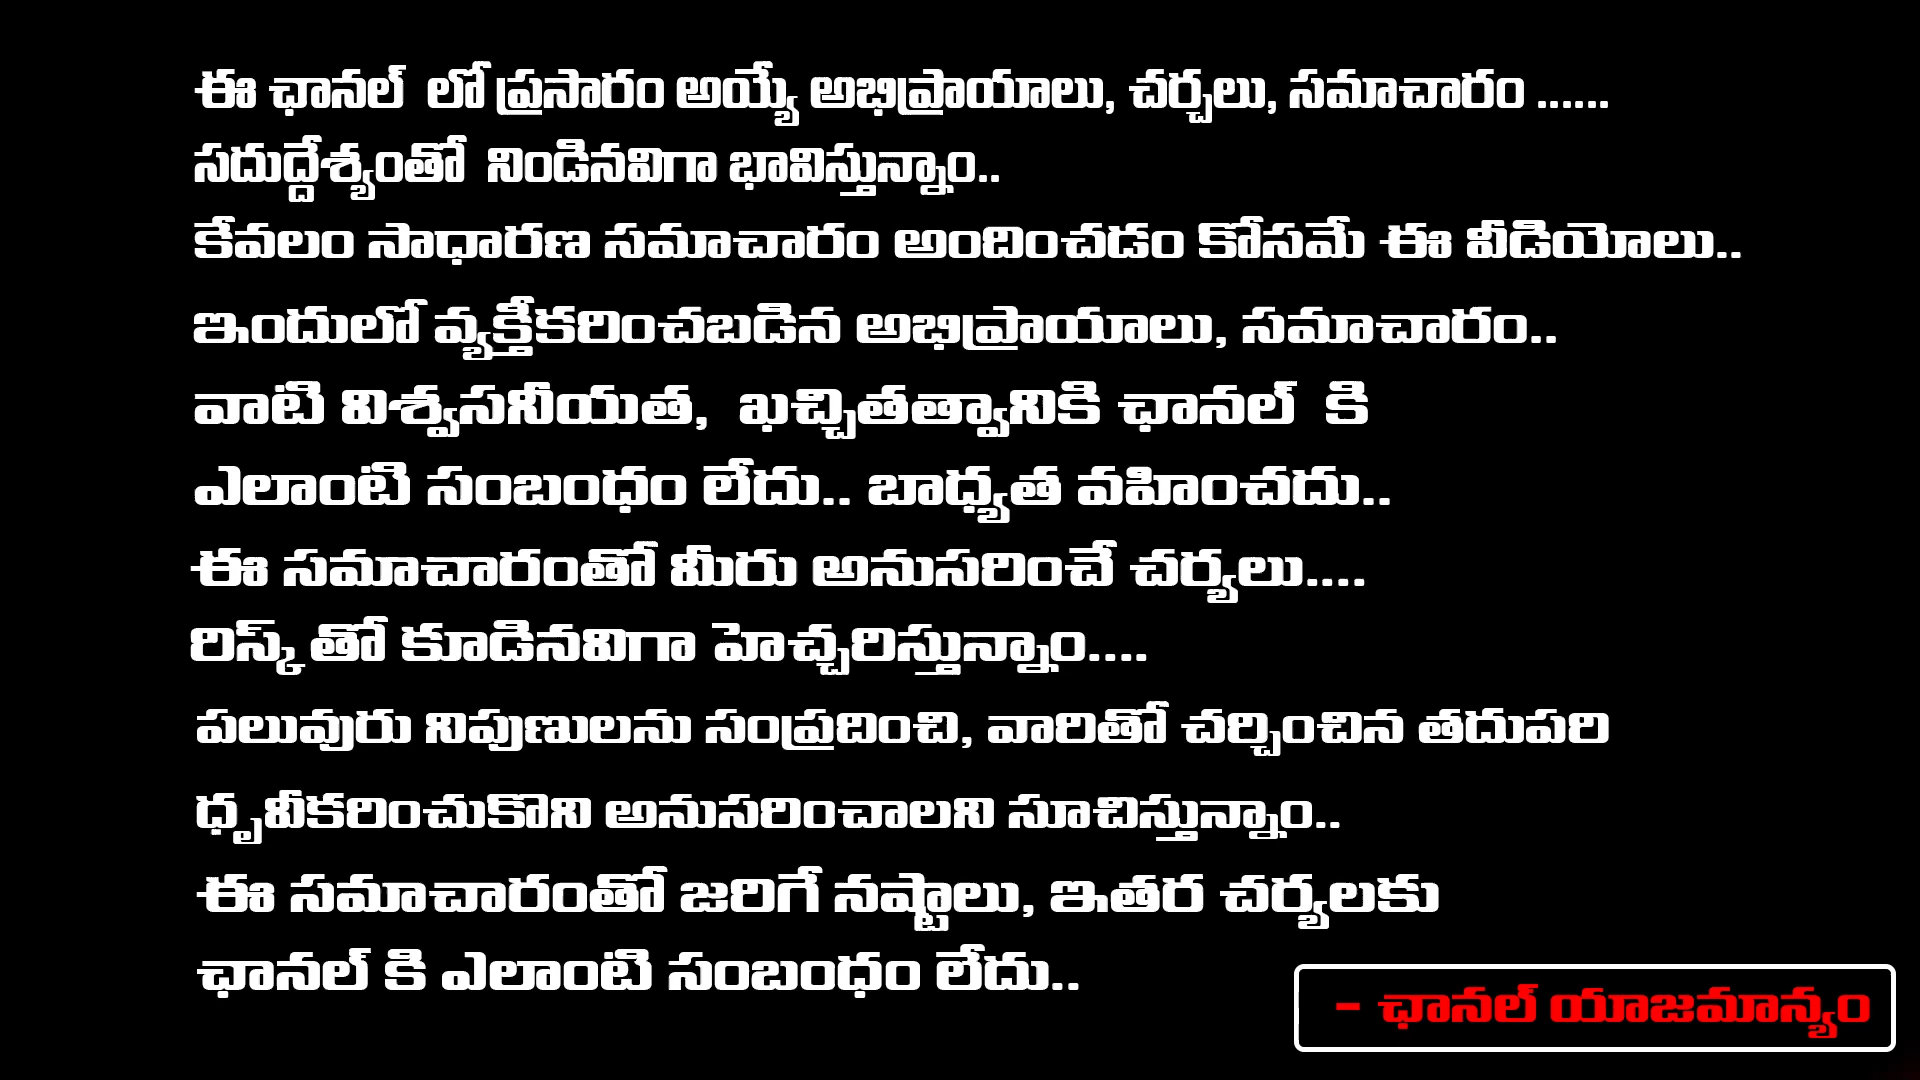 ఈ ఛానల్ లో ప్రసారం అయ్యే అభిప్రాయాలు, చర్చలు, సమాచారం ......
సదుద్దేశ్యంతో నిండినవిగా భావిస్తున్నాం..
కేవలం సాధారణ సమాచారం అందించడం కోసమే ఈ వీడియోలు..
ఇందులో వ్యక్తీకరించబడిన అభిప్రాయాలు, సమాచారం..
వాటి విశ్వసనీయత, ఖచ్చితత్వానికి ఛానల్ కి
ఎలాంటి సంబంధం లేదు.. బాధ్యత వహించదు..
ఈ సమాచారంతో మీరు అనుసరించే చర్యలు....
రిస్క్ తో కూడినవిగా హెచ్చరిస్తున్నాం....
పలువురు నిపుణులను సంప్రదించి, వారితో చర్చించిన తదుపరి
ధృవీకరించుకొని అనుసరించాలని సూచిస్తున్నాం..
ఈ సమాచారంతో జరిగే నష్టాలు, ఇతర చర్యలకు
ఛానల్ కి ఎలాంటి సంబంధం లేదు..
- ఛానల్ యాజమాన్యం